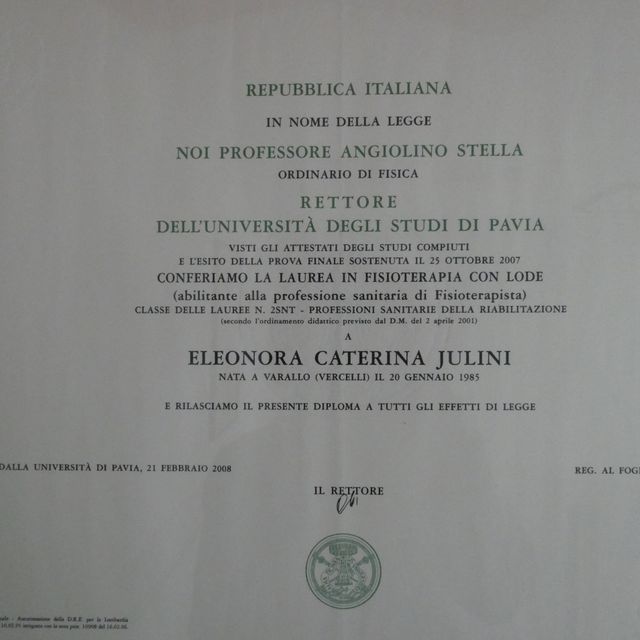 REPUBBLICA ITALIANA
IN NOME DELLA LEGGE
NOI PROFESSORE ANGIOLINO STELLA
ORDINARIO DI FISICA
RETTORE
DELL'UNIVERSITÀ DEGLI STUDI DI PAVIA
VISTI GLI ATTESTATI DEGLI STUDI COMPIUTI
E L'ESITO DELLA PROVA FINALE SOSTENUTA IL 25 OTTOBRE 2007
CONFERIAMO LA LAUREA IN FISIOTERAPIA CON LODE
(abilitante alla professione sanitaria di Fisioterapista)
CLASSE DELLE LAUREE N. 2SNT - PROFESSIONI SANITARIE DELLA RIABILITAZIONE
(secondo l'ordinamento didattico previsto dal D.M. del 2 aprile 2001)
A
ELEONORA CATERINA JULINI
NATA A VARALLO (VERCELLI) IL 20 GENNAIO 1985
E RILASCIAMO IL PRESENTE DIPLOMA A TUTTI GLI EFFETTI DI LEGGE
DALLA UNIVERSITÀ DI PAVIA, 21 FEBBRAIO 2008
REG. AL FOG
IL RETTORE
Autorizzazione della D.R.E. per la Lombardia